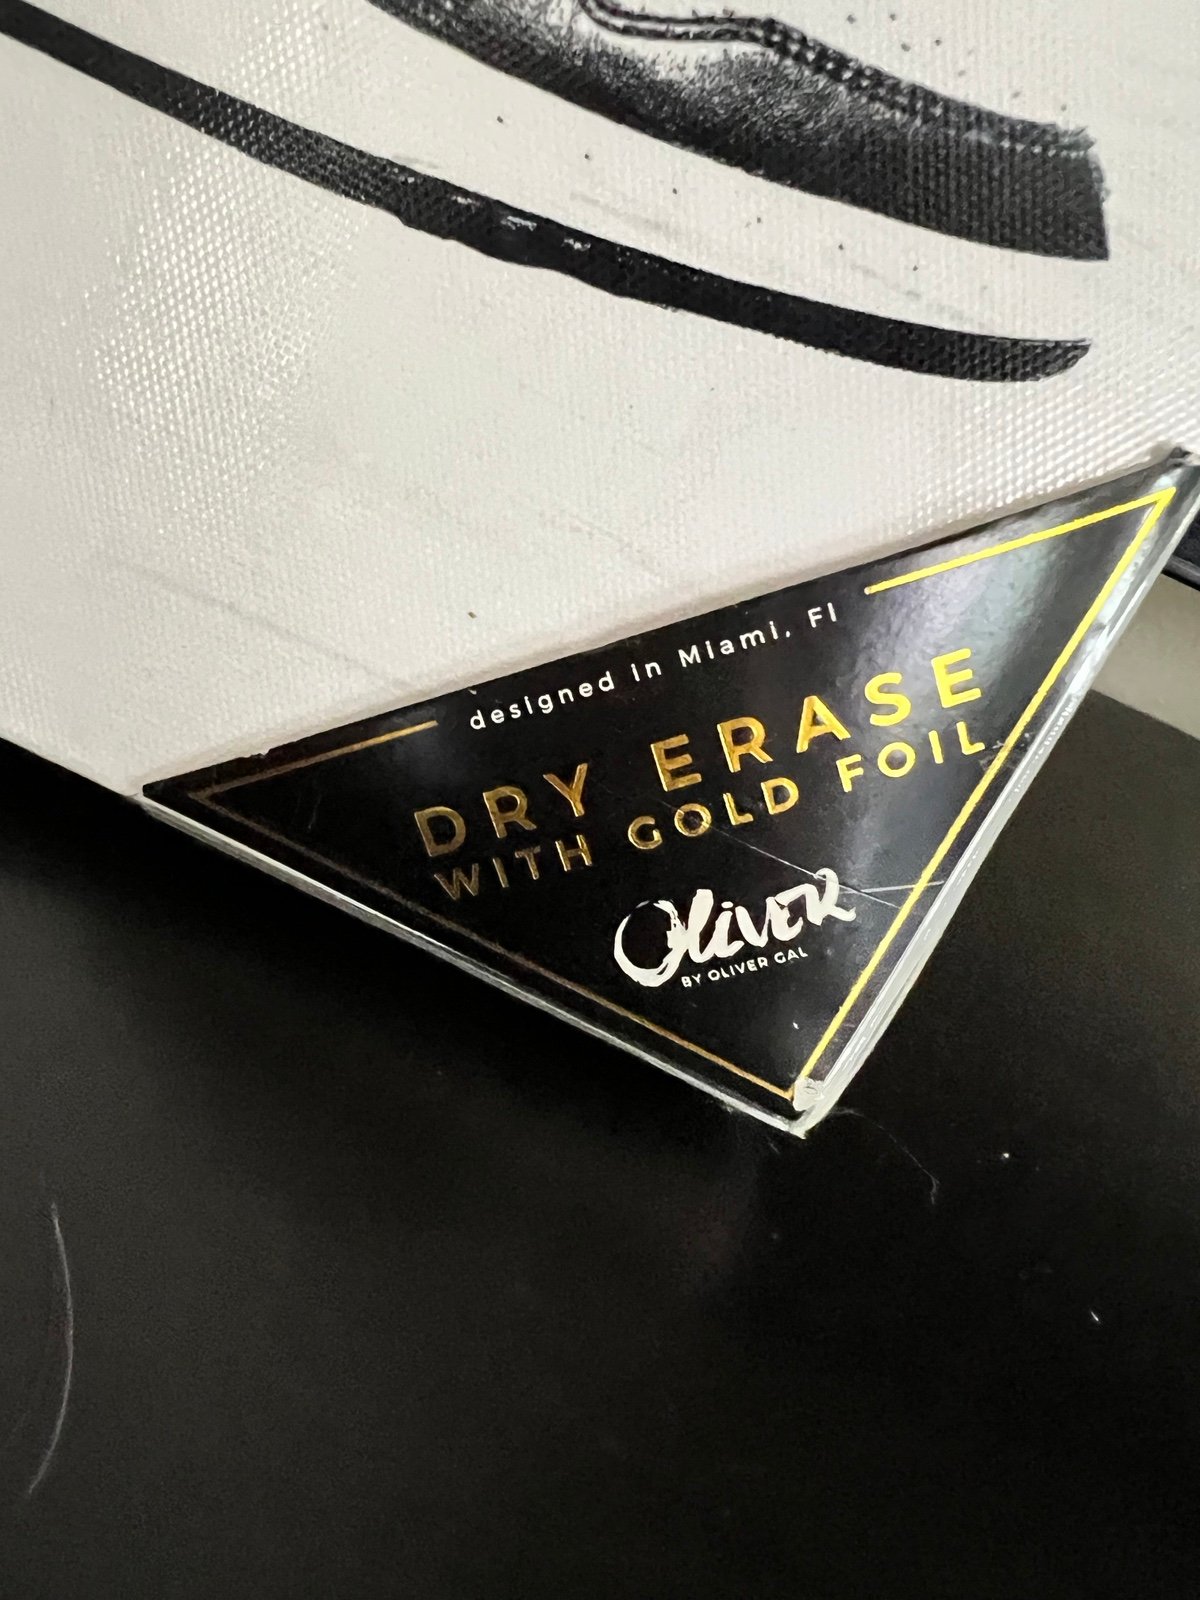 designed in Miami, Fl
DRY ERASE
WITH GOLD FOIL
OLiVER
BY OLIVER GAL